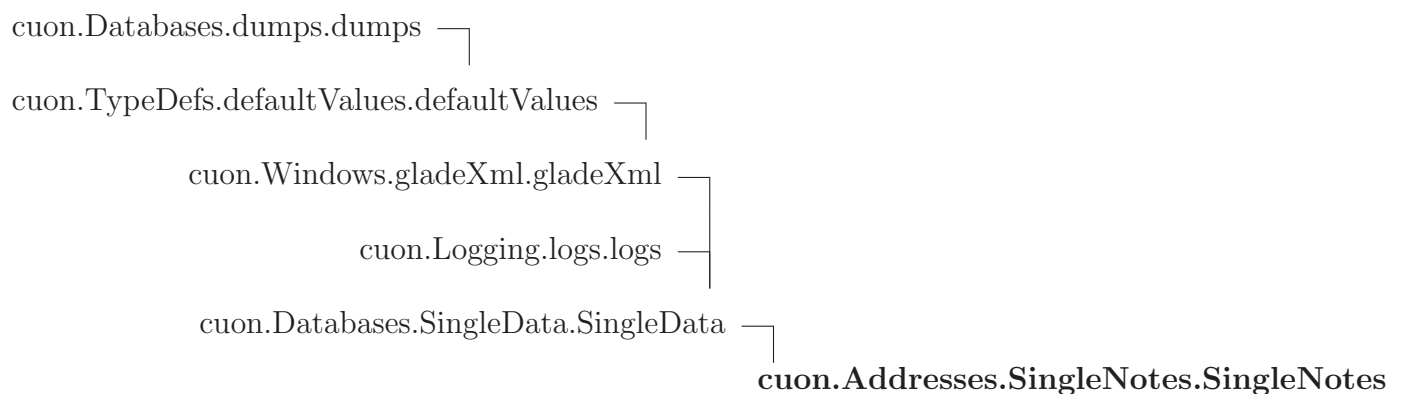 cuon.Databases.dumps.dumps
cuon.TypeDefs.defaultValues.defaultValues
cuon.Windows.gladeXml.gladeXml
cuon.Logging.logs.logs
cuon.Databases.SingleData.SingleData
cuon.Addresses.SingleNotes.SingleNotes